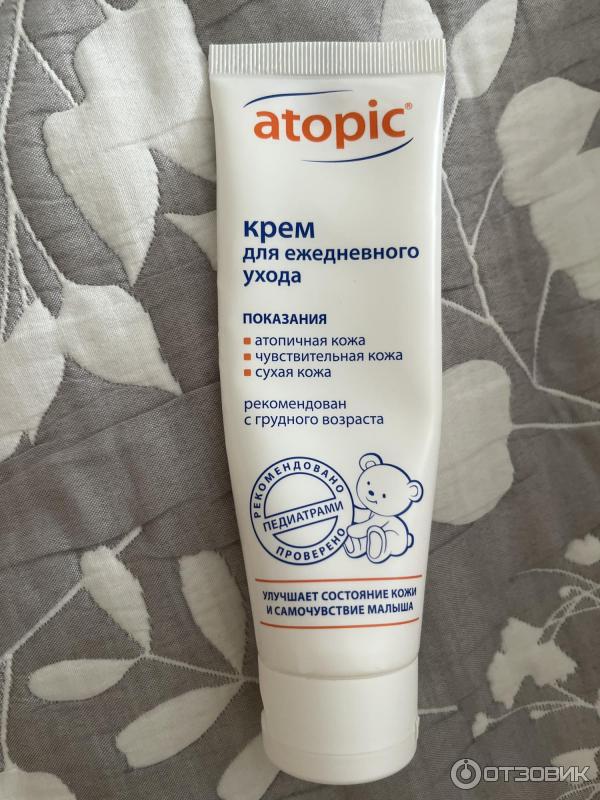 atopic®
крем
для ежедневного
ухода
ПОКАЗАНИЯ
атопичная кожа
чувствительная кожа
сухая кожа
рекомендован
с грудного возраста
РЕКОМЕНДОВАНО
ПЕДИАТРАМИ
ПРОВЕРЕНО
УЛУЧШАЕТ СОСТОЯНИЕ КОЖИ
И САМОЧУВСТВИЕ МАЛЫША
ОТЗОВИК